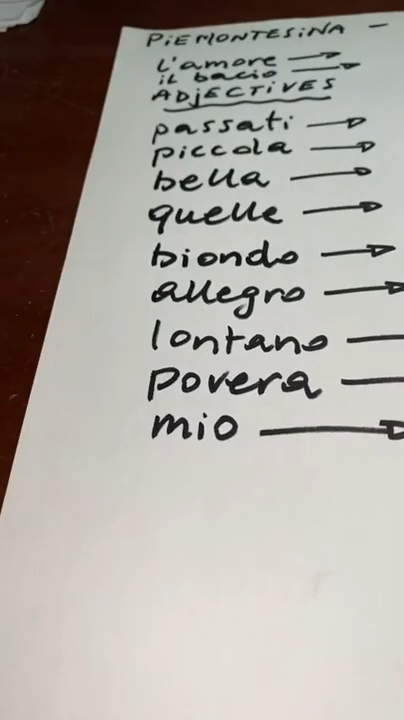 PiEMONTESiNA -
l'amore →
il bacio →
ADjECTiVES
passati →
piccola →
bella →
quelle →
biondo →
allegro →
lontano —
povera —
mio →